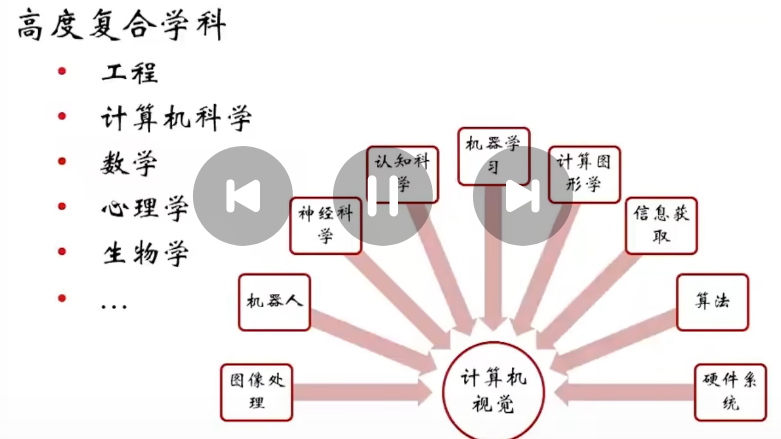 高度复合学科
• 工程
• 计算机科学
• 数学
• 心理学
• 生物学
• ...
机器学
习
认知科
学
计算图
形学
神经科
学
信息获
取
机器人
算法
图像处
理
计算机
视觉
硬件系
统